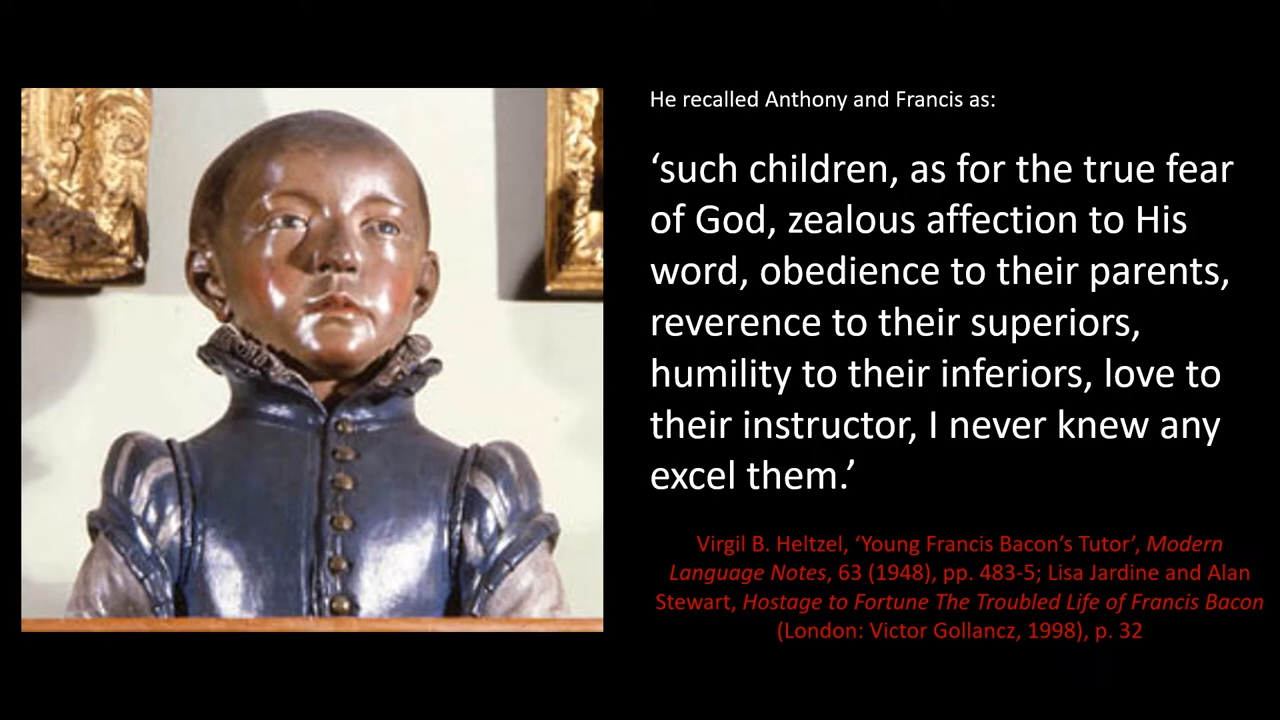 He recalled Anthony and Francis as:
‘such children, as for the true fear
of God, zealous affection to His
word, obedience to their parents,
reverence to their superiors,
humility to their inferiors, love to
their instructor, I never knew any
excel them.’
Virgil B. Heltzel, ‘Young Francis Bacon’s Tutor’, Modern
Language Notes, 63 (1948), pp. 483-5; Lisa Jardine and Alan
Stewart, Hostage to Fortune The Troubled Life of Francis Bacon
(London: Victor Gollancz, 1998), p. 32